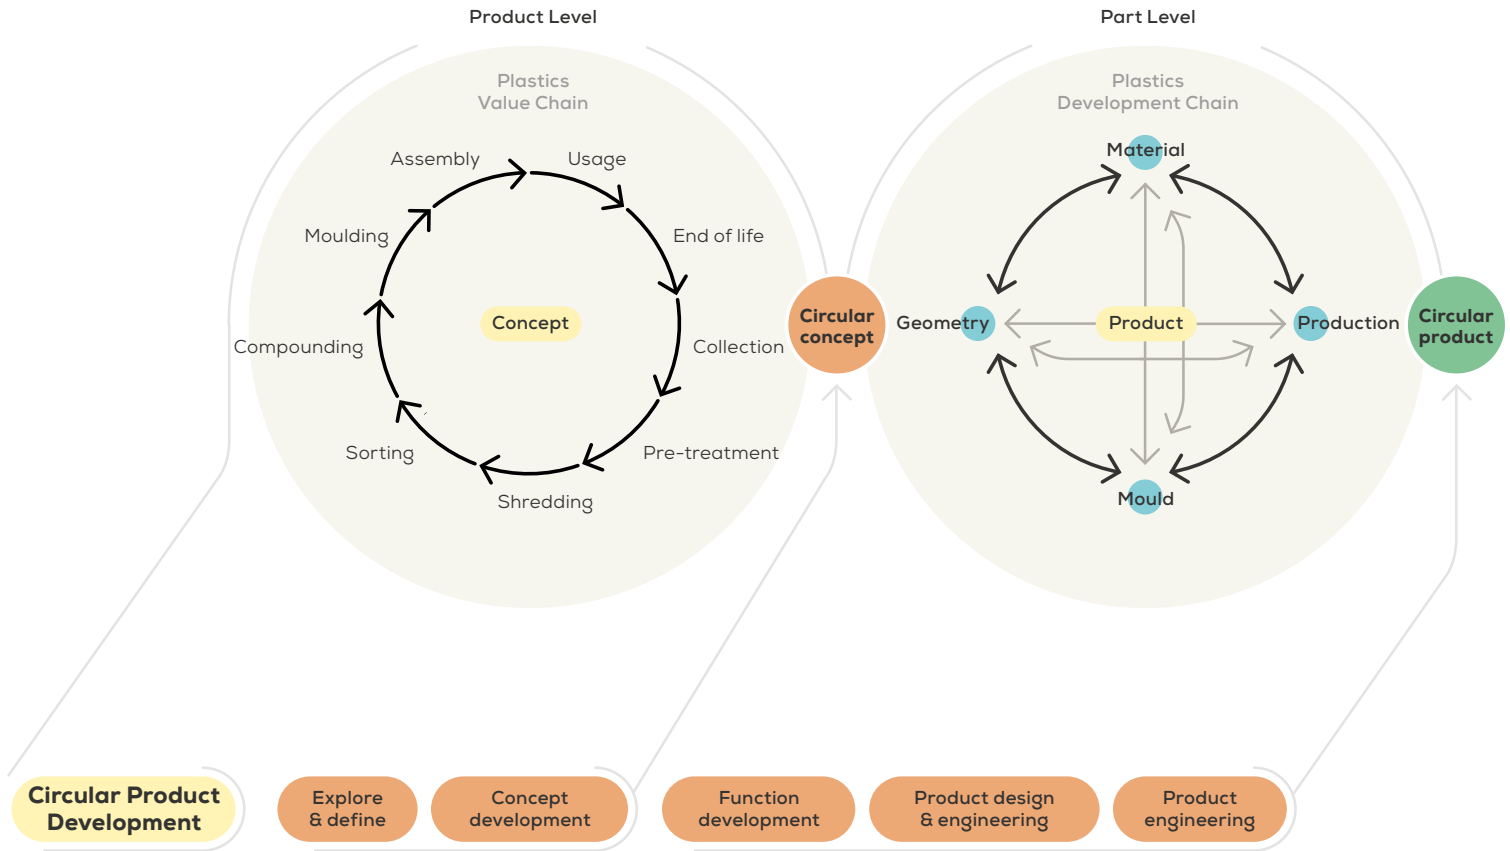 Product Level
Plastics
Value Chain
Assembly
Usage
Moulding
End of life
Concept
Compounding
Collection
Sorting
Pre-treatment
Shredding
Circular
concept
Part Level
Plastics
Development Chain
Material
Geometry
Product
Production
Mould
Circular
product
Circular Product
Development
Explore
& define
Concept
development
Function
development
Product design
& engineering
Product
engineering